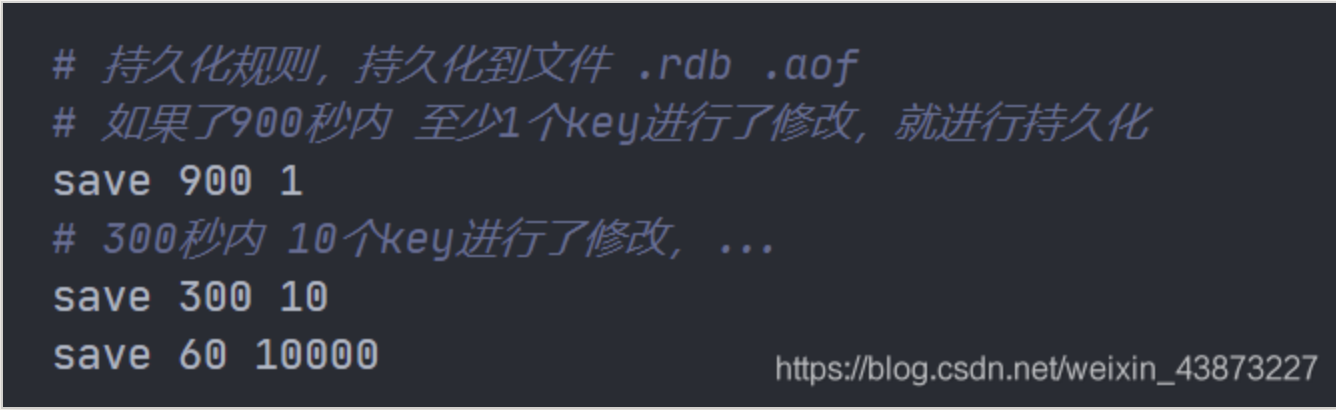 # 持久化规则，持久化到文件 .rdb .aof
# 如果了900秒内 至少1个key进行了修改，就进行持久化
save 900 1
# 300秒内 10个key进行了修改，...
save 300 10
save 60 10000
https://blog.csdn.net/weixin_43873227